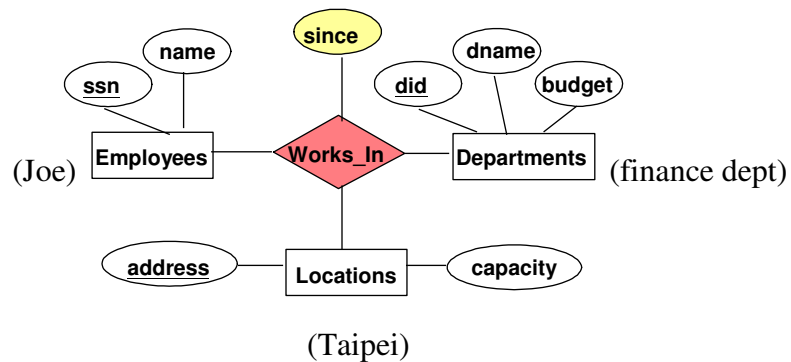 since
name
ssn
dname
did
budget
(Joe)
Employees
Works_In
Departments
(finance dept)
address
Locations
capacity
(Taipei)